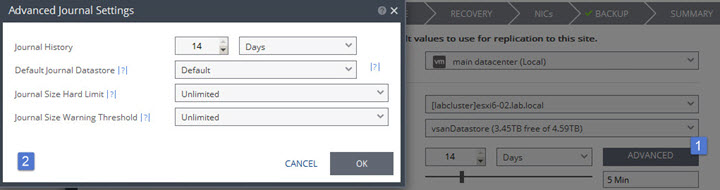 Advanced Journal Settings
Journal History 14 Days
Default Journal Datastore |?| Default |?|
Journal Size Hard Limit |?| Unlimited
Journal Size Warning Threshold |?| Unlimited
2
CANCEL OK
RECOVERY NICs BACKUP SUMMARY
lt values to use for replication to this site.
vm main datacenter (Local)
[labcluster]esxi6-02.lab.local
vsanDatastore (3.45TB free of 4.59TB)
1
14 Days ADVANCED
5 Min